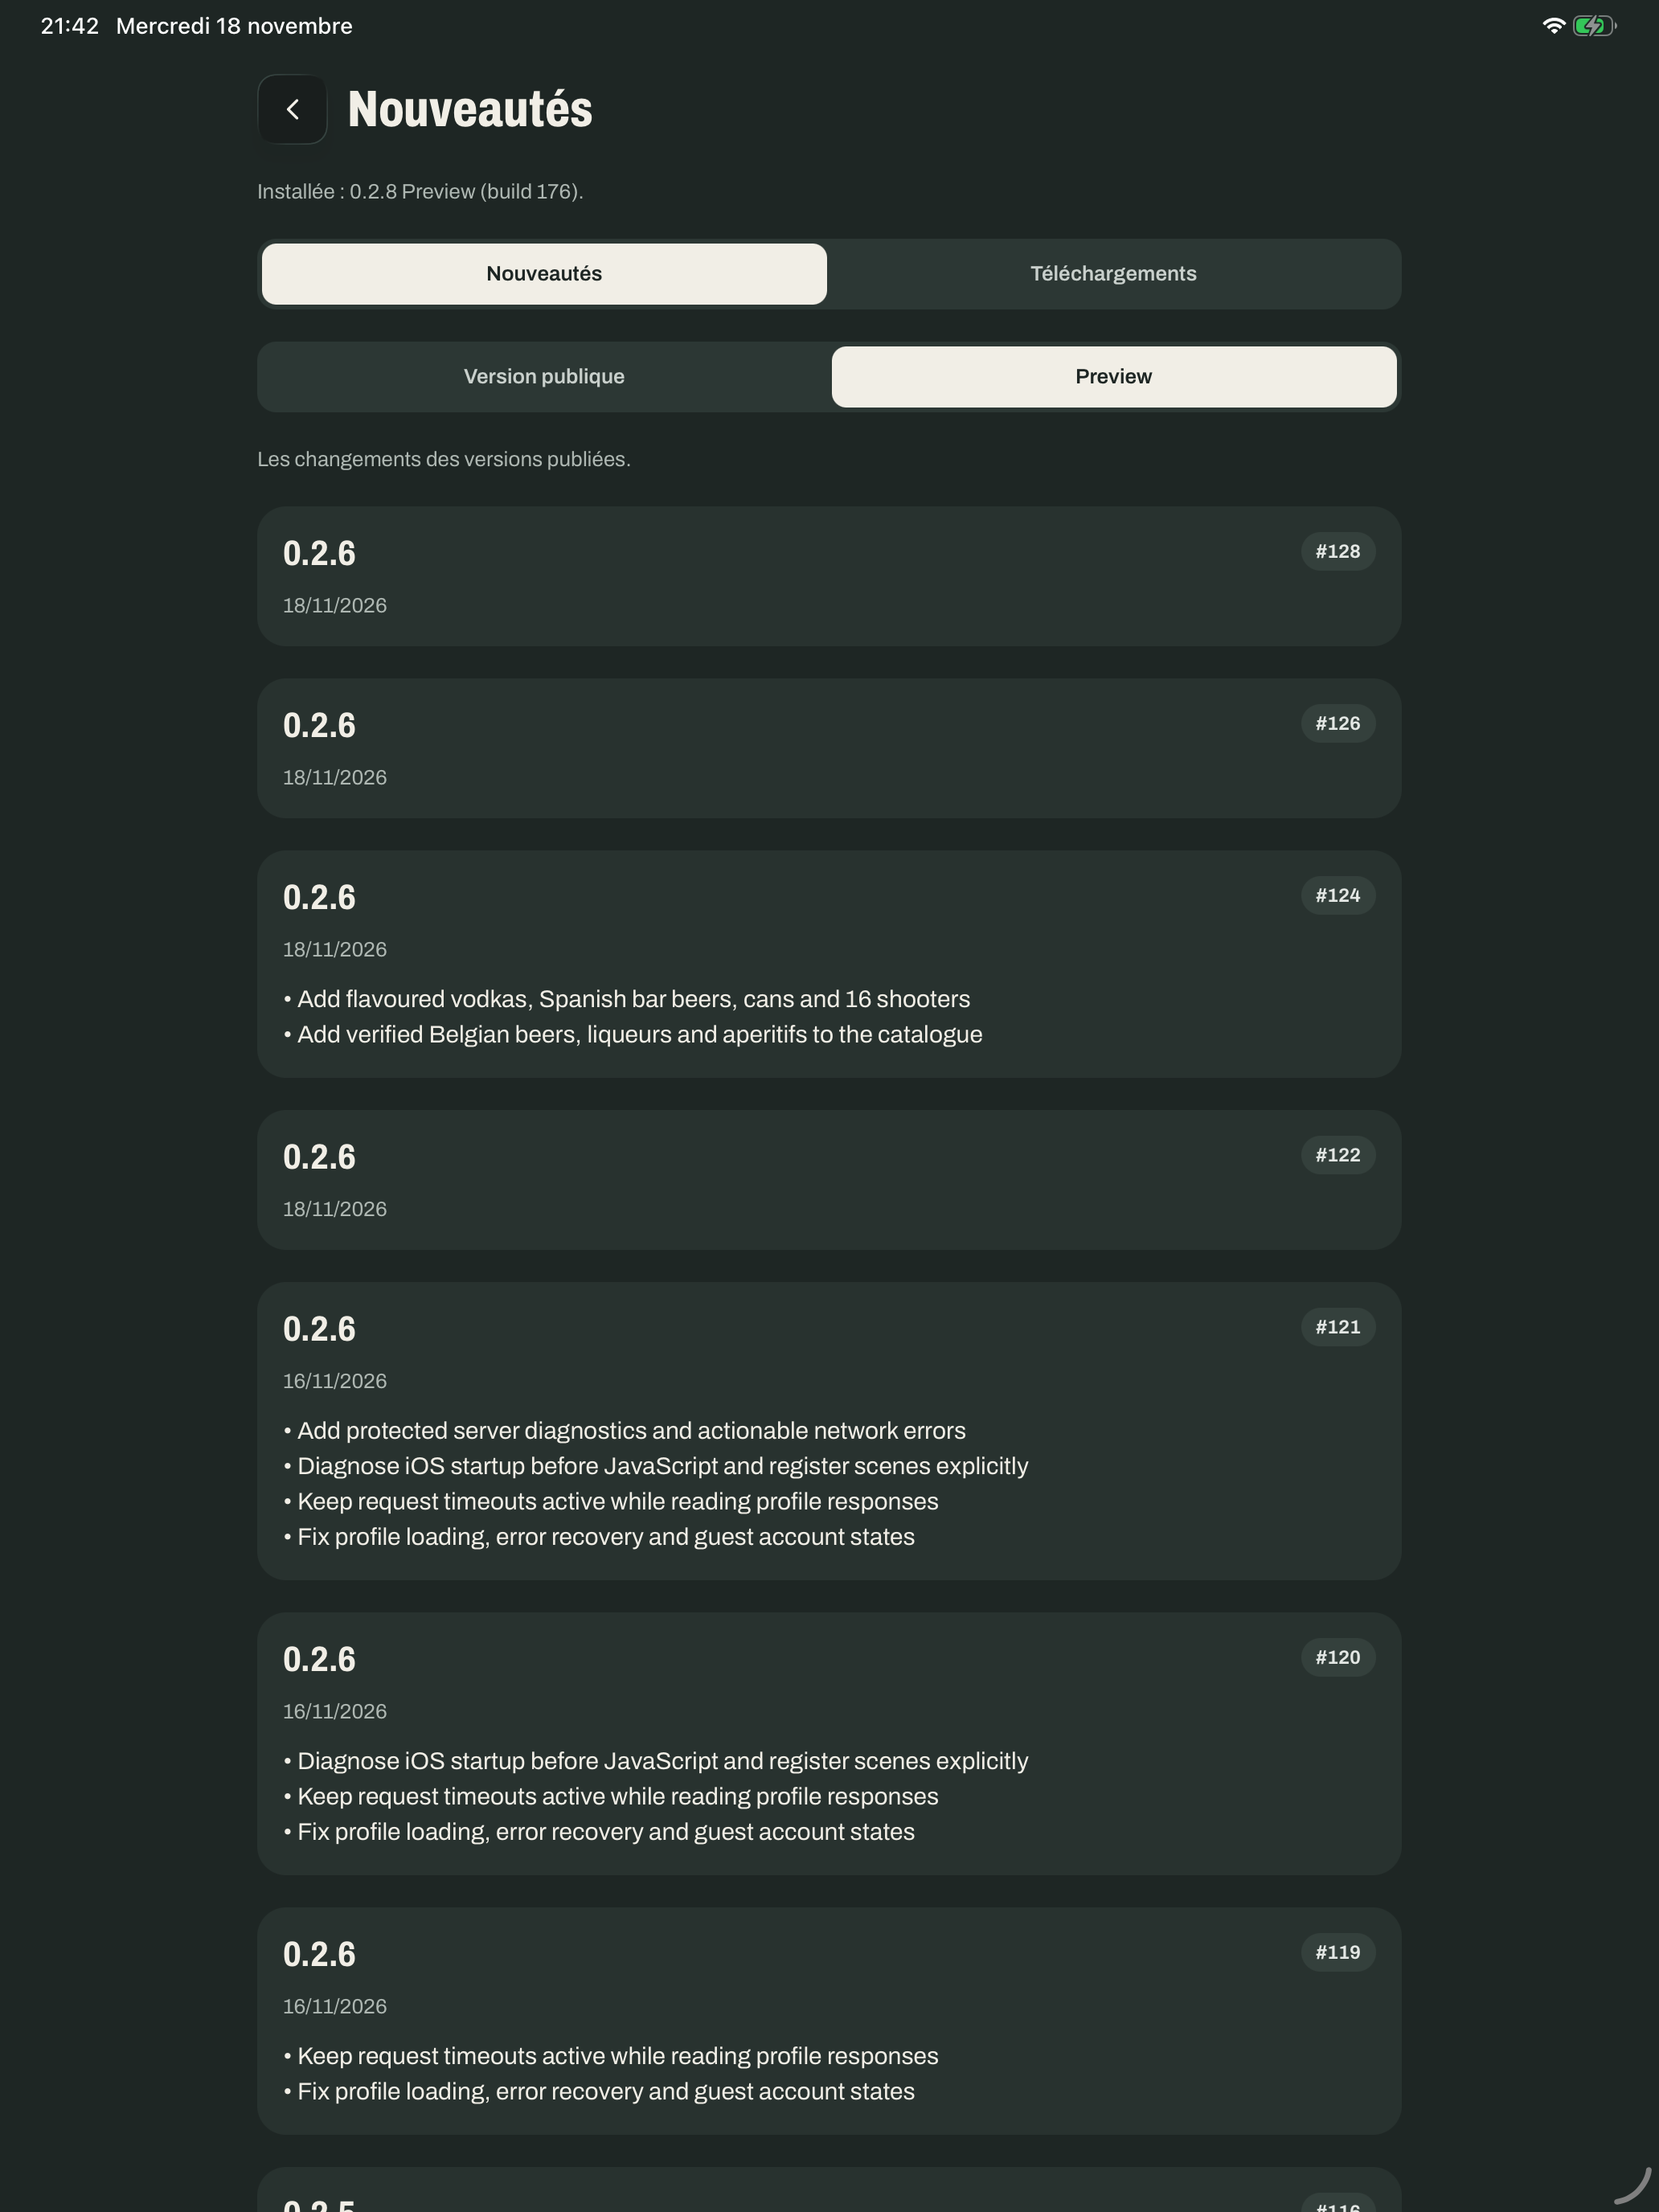 21:42 Mercredi 18 novembre
Nouveautés
Installée : 0.2.8 Preview (build 176).
Nouveautés
Téléchargements
Version publique
Preview
Les changements des versions publiées.
0.2.6
#128
18/11/2026
0.2.6
#126
18/11/2026
0.2.6
#124
18/11/2026
• Add flavoured vodkas, Spanish bar beers, cans and 16 shooters
• Add verified Belgian beers, liqueurs and aperitifs to the catalogue
0.2.6
#122
18/11/2026
0.2.6
#121
16/11/2026
• Add protected server diagnostics and actionable network errors
• Diagnose iOS startup before JavaScript and register scenes explicitly
• Keep request timeouts active while reading profile responses
• Fix profile loading, error recovery and guest account states
0.2.6
#120
16/11/2026
• Diagnose iOS startup before JavaScript and register scenes explicitly
• Keep request timeouts active while reading profile responses
• Fix profile loading, error recovery and guest account states
0.2.6
#119
16/11/2026
• Keep request timeouts active while reading profile responses
• Fix profile loading, error recovery and guest account states
0.2.5
#116